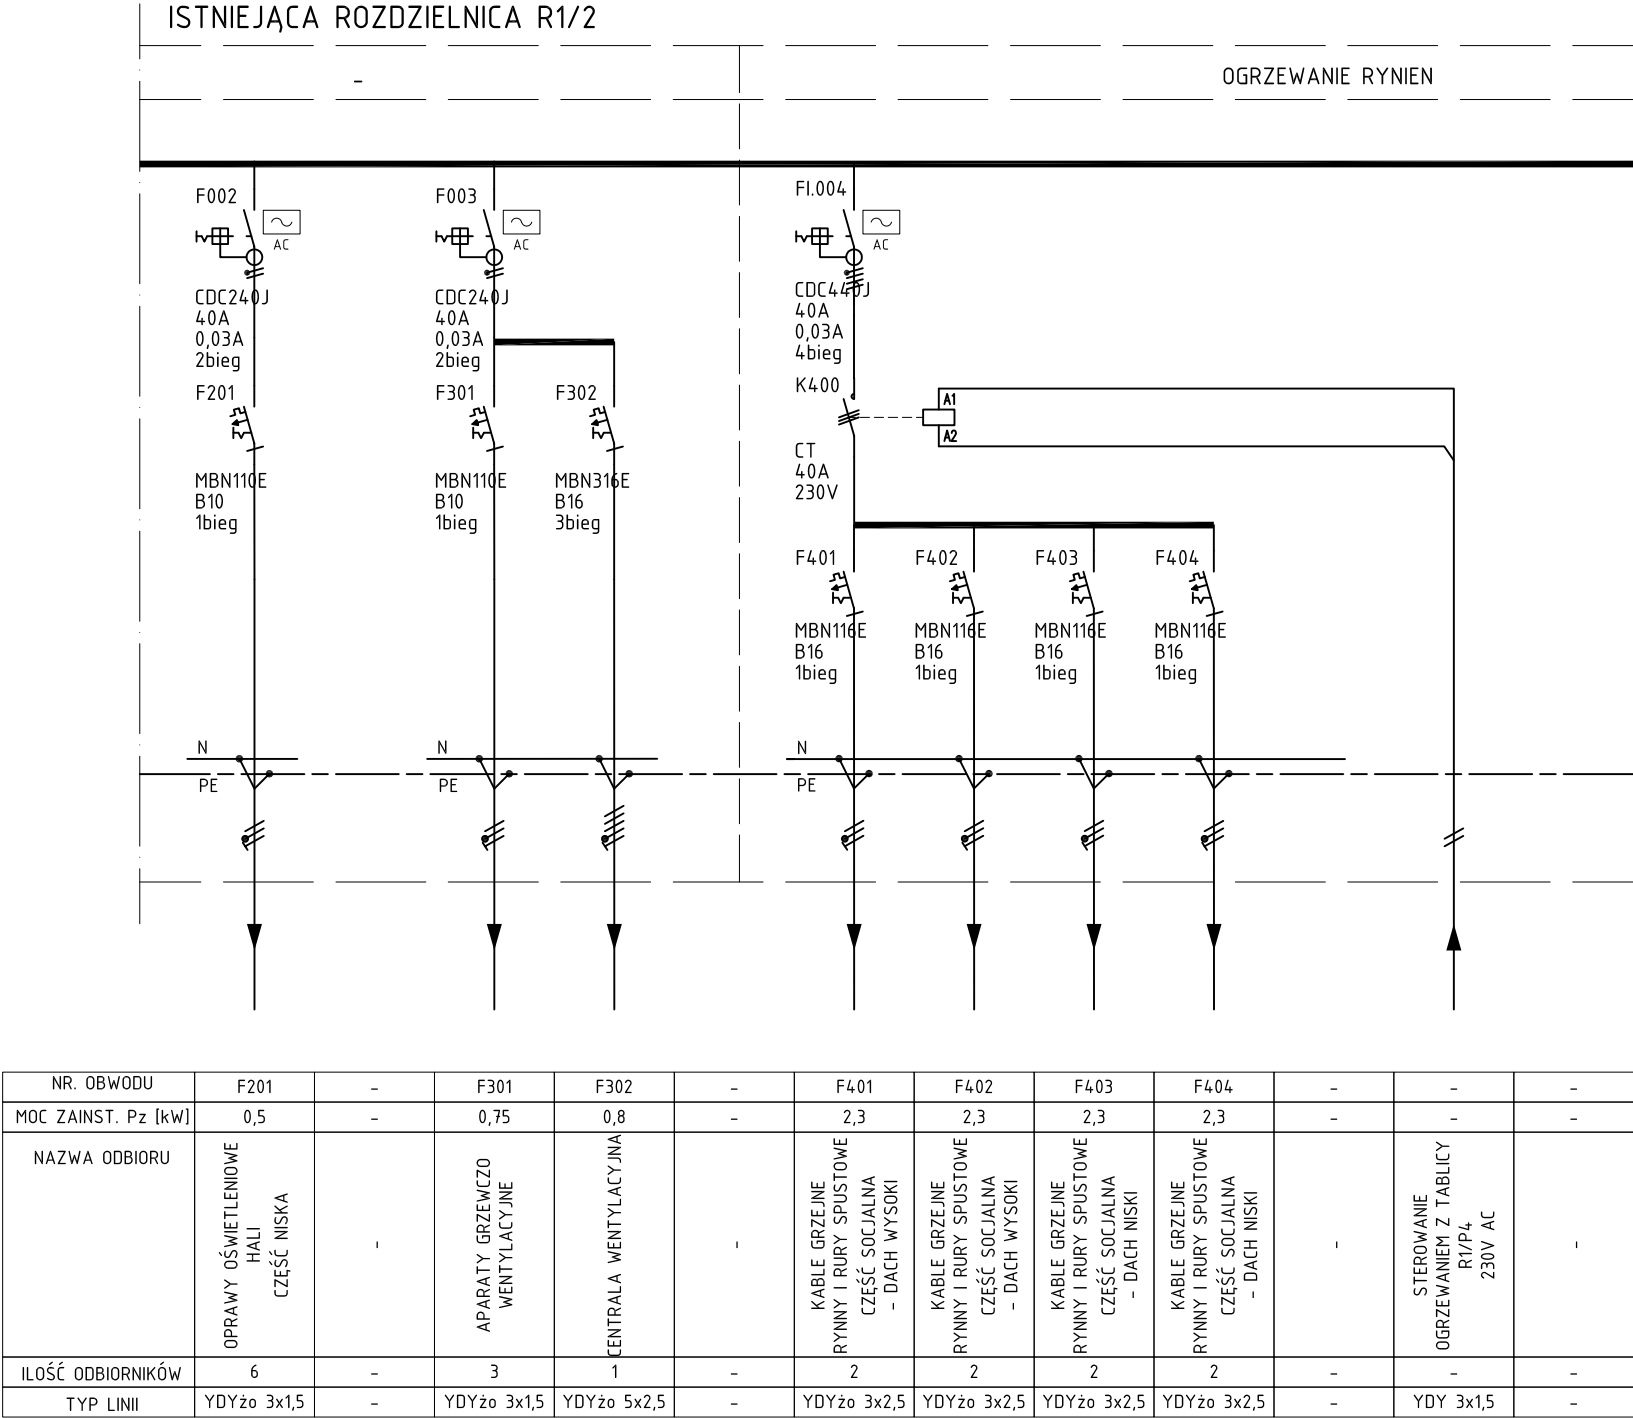 ISTNIEJĄCA ROZDZIELNICA R1/2
-
OGRZEWANIE RYNIEN
F002
AC
CDC240J
40A
0,03A
2bieg
F201
MBN110E
B10
1bieg
F003
AC
CDC240J
40A
0,03A
2bieg
F301
MBN110E
B10
1bieg
F302
MBN316E
B16
3bieg
FI.004
AC
CDC440J
40A
0,03A
4bieg
K400
A1
A2
CT
40A
230V
F401
MBN116E
B16
1bieg
F402
MBN116E
B16
1bieg
F403
MBN116E
B16
1bieg
F404
MBN116E
B16
1bieg
N
PE
N
PE
N
PE
NR. OBWODU F201 - F301 F302 - F401 F402 F403 F404 - - -
MOC ZAINST. Pz [kW] 0,5 - 0,75 0,8 - 2,3 2,3 2,3 2,3 - - -
NAZWA ODBIORU
OPRAWY OŚWIETLENIOWE
HALI
CZĘŚĆ NISKA
-
APARATY GRZEWCZO
WENTYLACYJNE
CENTRALA WENTYLACYJNA
-
KABLE GRZEJNE
RYNNY I RURY SPUSTOWE
CZĘŚĆ SOCJALNA
- DACH WYSOKI
KABLE GRZEJNE
RYNNY I RURY SPUSTOWE
CZĘŚĆ SOCJALNA
- DACH WYSOKI
KABLE GRZEJNE
RYNNY I RURY SPUSTOWE
CZĘŚĆ SOCJALNA
- DACH NISKI
KABLE GRZEJNE
RYNNY I RURY SPUSTOWE
CZĘŚĆ SOCJALNA
- DACH NISKI
-
STEROWANIE
OGRZEWANIEM Z TABLICY
R1/P4
230V AC
-
ILOŚĆ ODBIORNIKÓW 6 - 3 1 - 2 2 2 2 - - -
TYP LINII YDYżo 3x1,5 - YDYżo 3x1,5 YDYżo 5x2,5 - YDYżo 3x2,5 YDYżo 3x2,5 YDYżo 3x2,5 YDYżo 3x2,5 - YDY 3x1,5 -